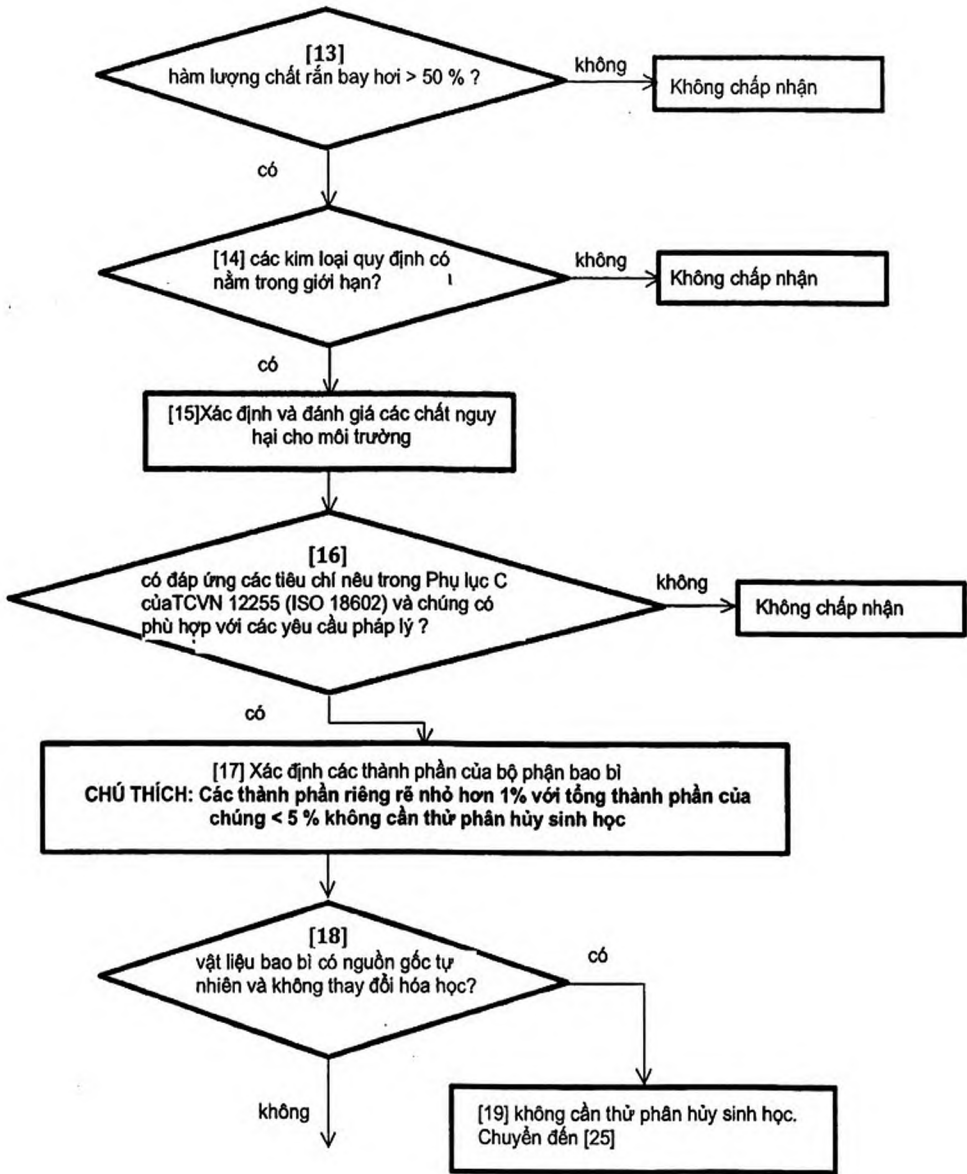 [13]
hàm lượng chất rắn bay hơi > 50 % ?
không
Không chấp nhận
có
[14] các kim loại quy định có
nằm trong giới hạn?
không
Không chấp nhận
có
[15]Xác định và đánh giá các chất nguy
hại cho môi trường
[16]
có đáp ứng các tiêu chí nêu trong Phụ lục C
củaTCVN 12255 (ISO 18602) và chúng có
phù hợp với các yêu cầu pháp lý ?
không
Không chấp nhận
có
[17] Xác định các thành phần của bộ phận bao bì
CHÚ THÍCH: Các thành phần riêng rẽ nhỏ hơn 1% với tổng thành phần của
chúng < 5 % không cần thử phân hủy sinh học
[18]
vật liệu bao bì có nguồn gốc tự
nhiên và không thay đổi hóa học?
có
không
[19] không cần thử phân hủy sinh học.
Chuyển đến [25]